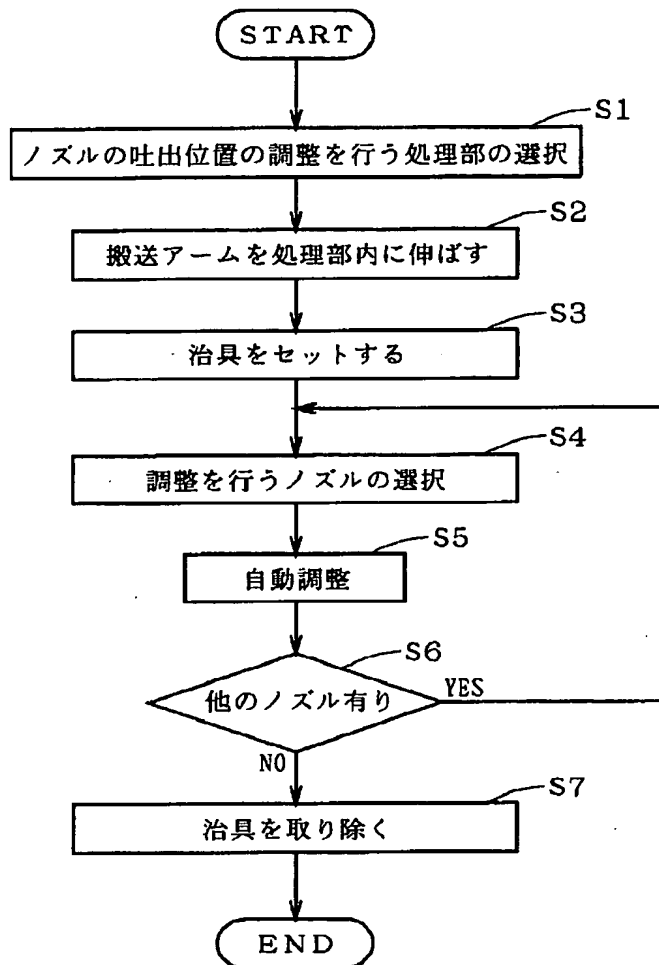 START
S1
ノズルの吐出位置の調整を行う処理部の選択
S2
搬送アームを処理部内に伸ばす
S3
治具をセットする
S4
調整を行うノズルの選択
S5
自動調整
S6
他のノズル有り
YES
NO
S7
治具を取り除く
END